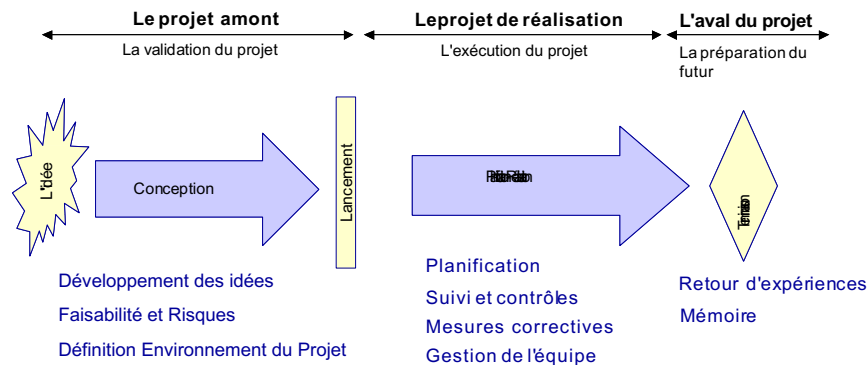 Le projet amont
La validation du projet
Leprojet de réalisation
L'exécution du projet
L'aval du projet
La préparation du
futur
L'idée
Conception
Lancement
Développement des idées
Faisabilité et Risques
Définition Environnement du Projet
Planification
Suivi et contrôles
Mesures correctives
Gestion de l'équipe
Retour d'expériences
Mémoire